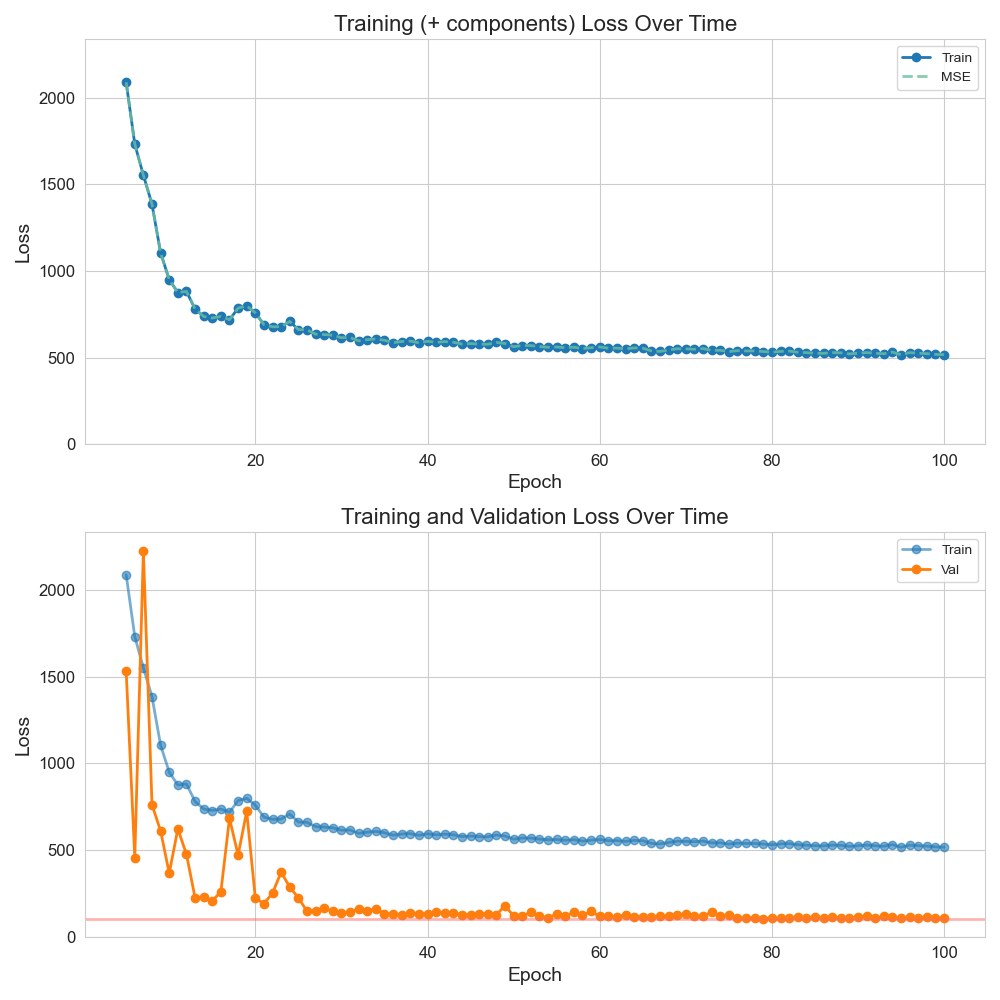 Training (+ components) Loss Over Time
Train
MSE
Loss
2000
1500
1000
500
0
20
40
60
80
100
Epoch
Training and Validation Loss Over Time
Train
Val
Loss
2000
1500
1000
500
0
20
40
60
80
100
Epoch